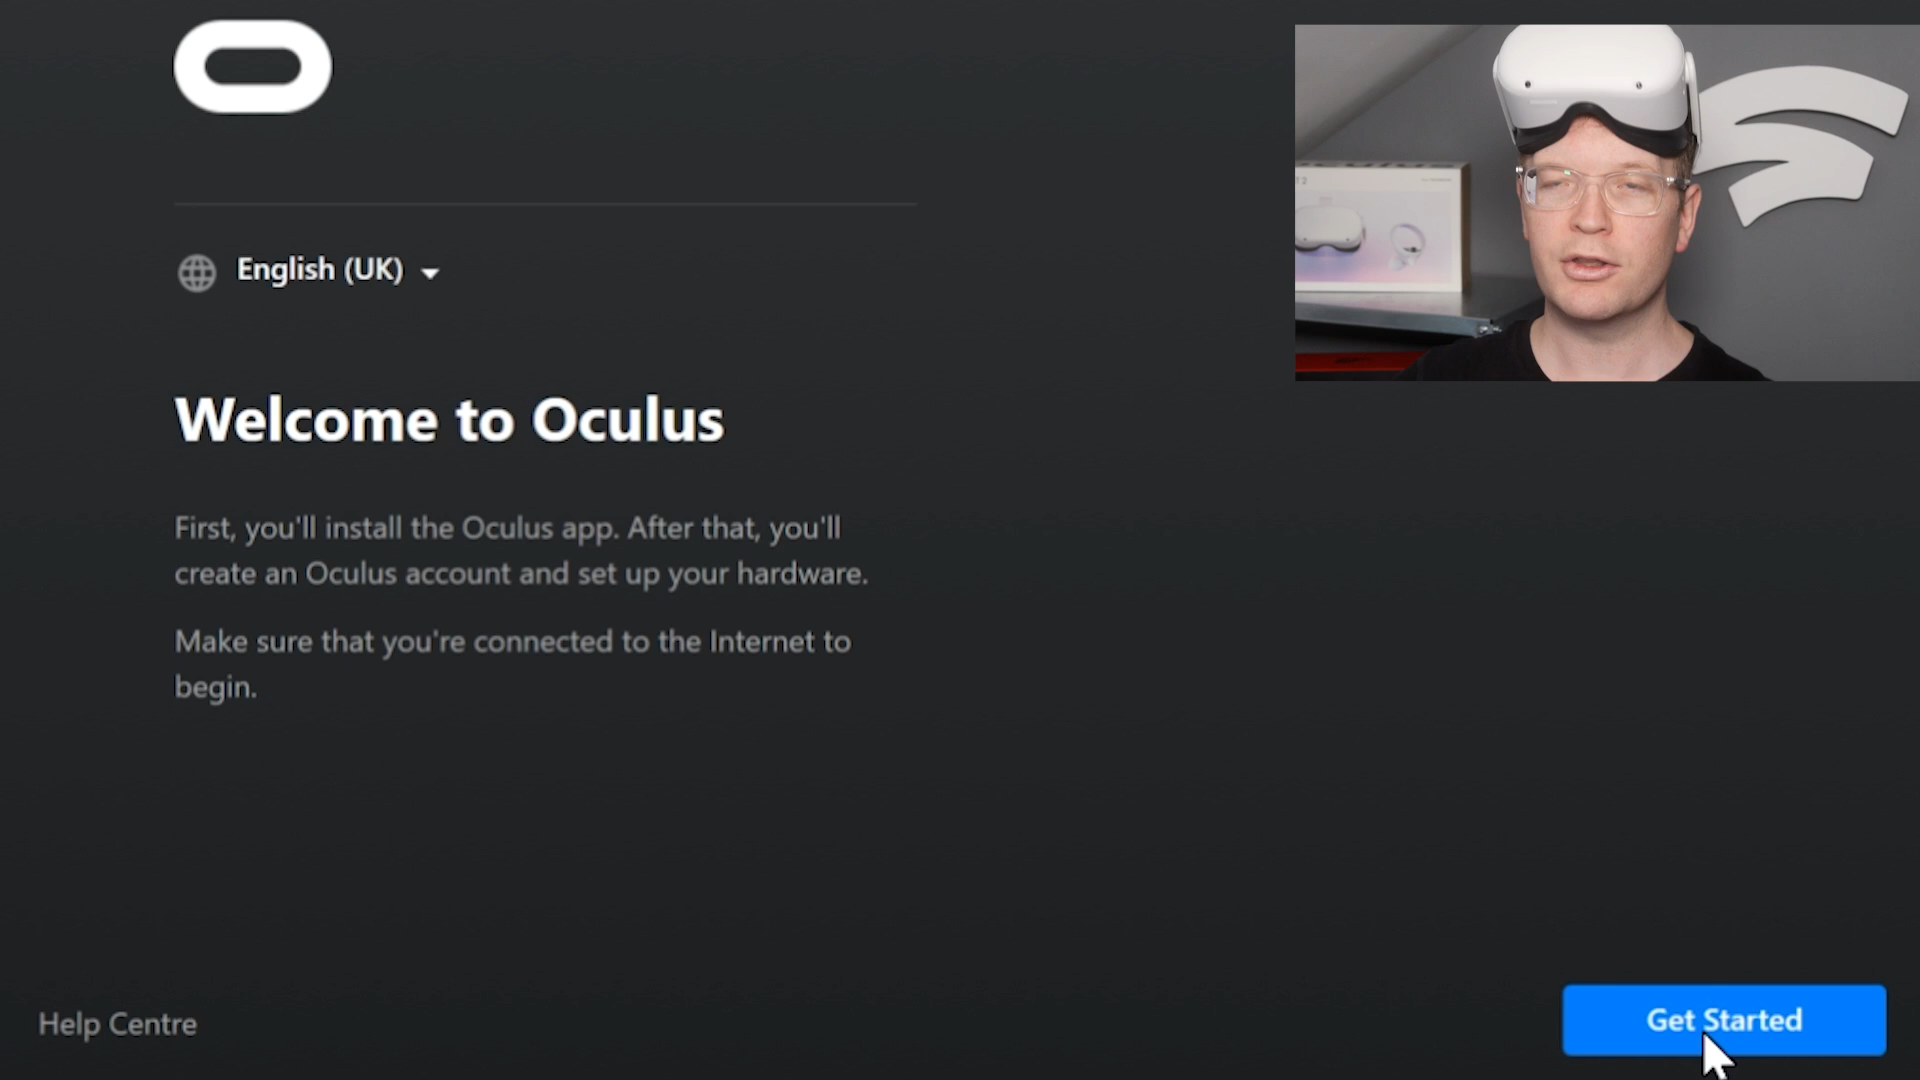 English (UK)
Welcome to Oculus
First, you'll install the Oculus app. After that, you'll
create an Oculus account and set up your hardware.
Make sure that you're connected to the Internet to
begin.
Help Centre
Get Started